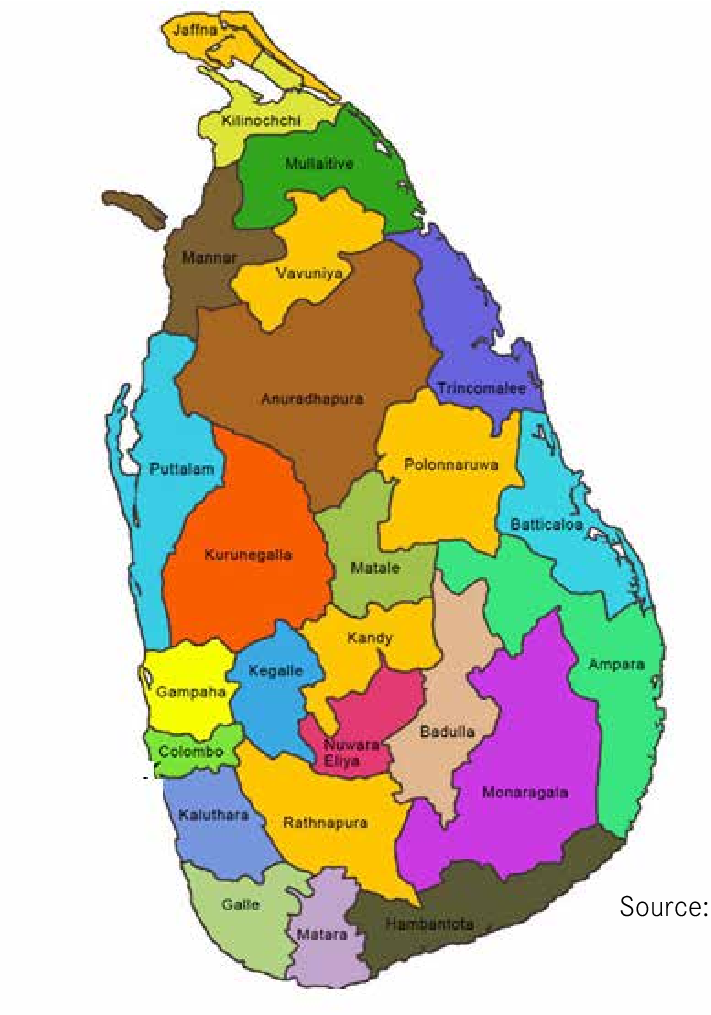 Jaffna
Kilinochchi
Mullaitive
Mannar
Vavuniya
Trincomalee
Anuradhapura
Polonnaruwa
Puttalam
Batticaloa
Kurunegalla
Matale
Kandy
Ampara
Kegalle
Gampaha
Badulla
Nuwara
Eliya
Colombo
Monaragala
Kaluthara
Rathnapura
Galle
Source:
Hambantota
Matara